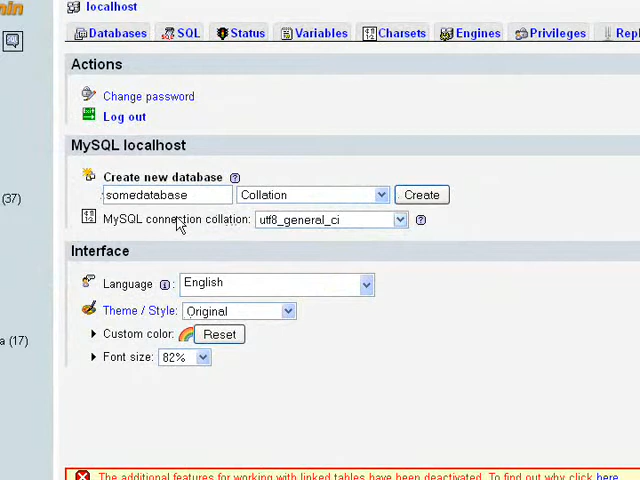 min
localhost
Databases SQL Status Variables Charsets Engines Privileges Repl
Actions
Change password
Log out
MySQL localhost
Create new database
somedatabase Collation Create
(37)
MySQL connection collation: utf8_general_ci
Interface
Language English
Theme / Style: Original
Custom color: Reset
a (17)
Font size: 82%
The additional features for working with linked tables have been deactivated. To find out why click here.